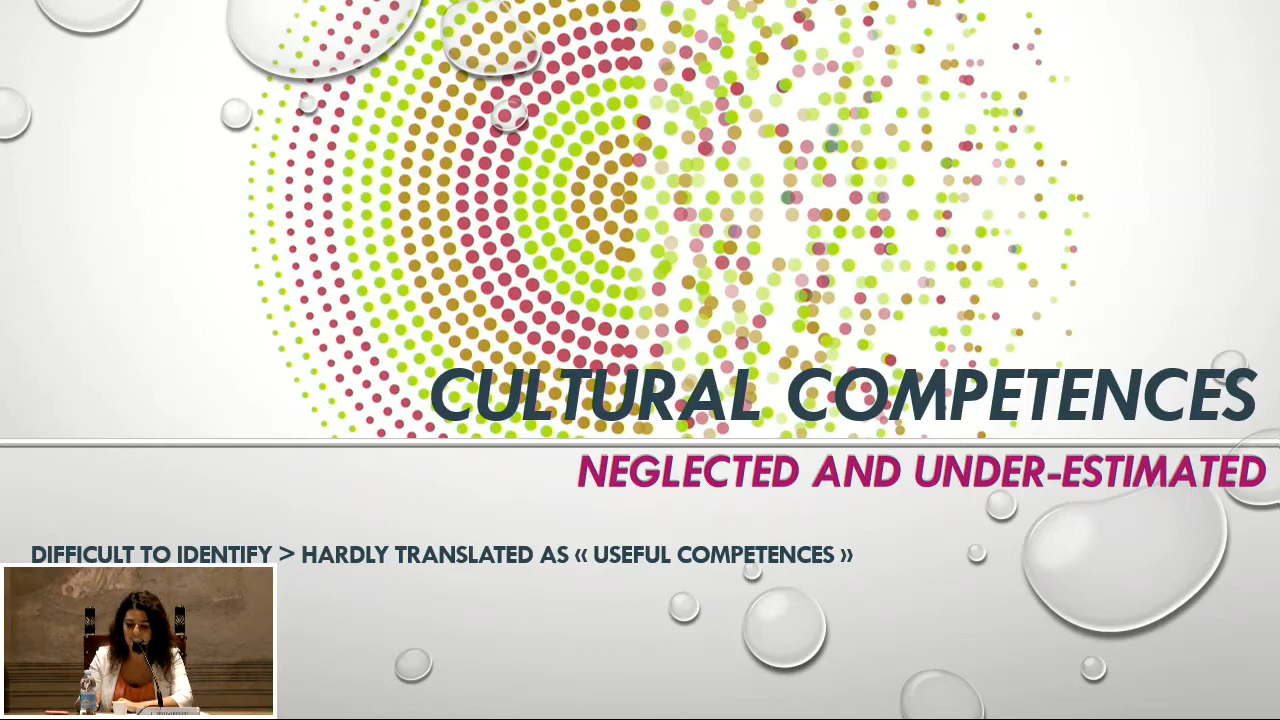 CULTURAL COMPETENCES
NEGLECTED AND UNDER-ESTIMATED
DIFFICULT TO IDENTIFY > HARDLY TRANSLATED AS « USEFUL COMPETENCES »